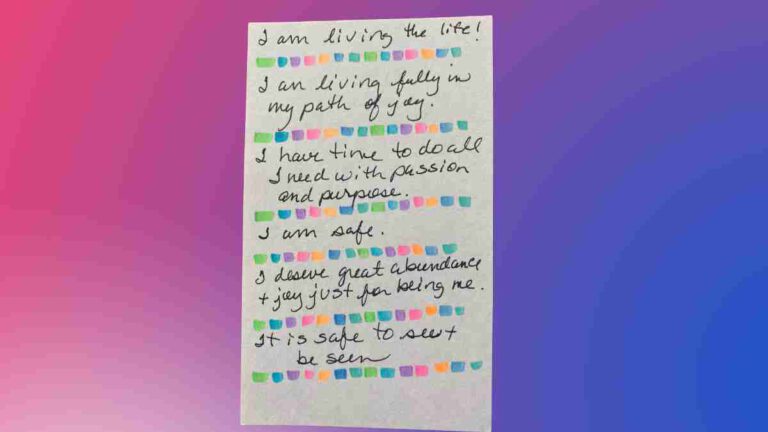 I am living the life!
I am living fully in
my path of joy.
I have time to do all
I need with passion
and purpose.
I am safe.
I deserve great abundance
+ joy just for being me.
It is safe to see +
be seen